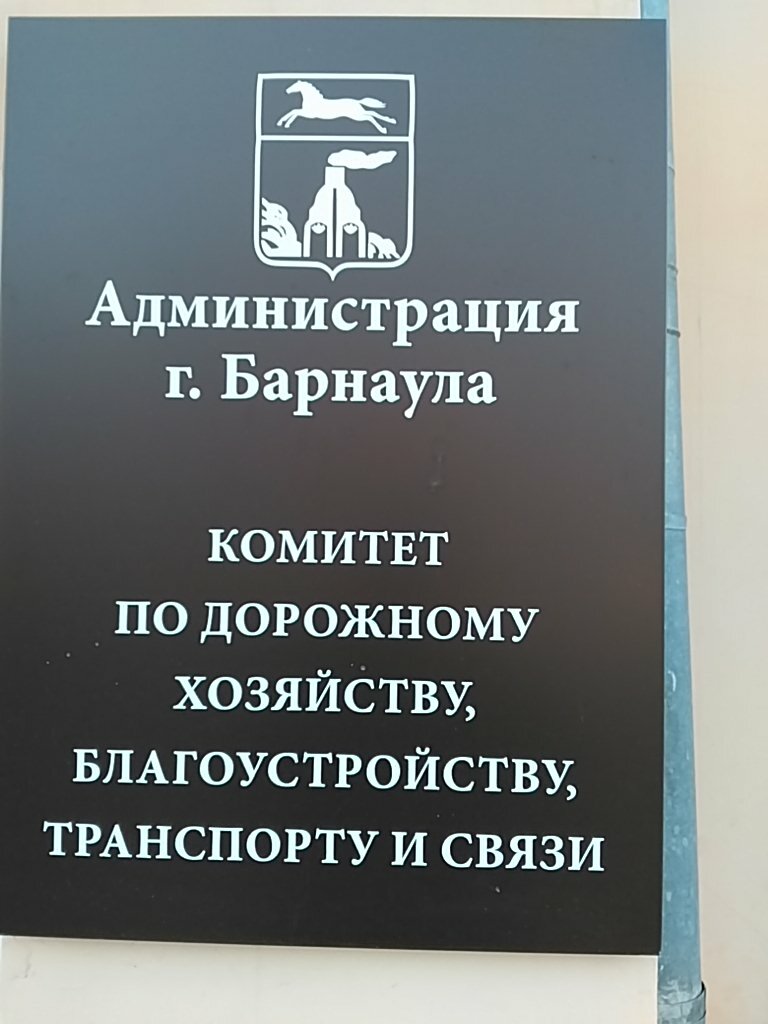 Администрация
г. Барнаула
КОМИТЕТ
ПО ДОРОЖНОМУ
ХОЗЯЙСТВУ,
БЛАГОУСТРОЙСТВУ,
ТРАНСПОРТУ И СВЯЗИ